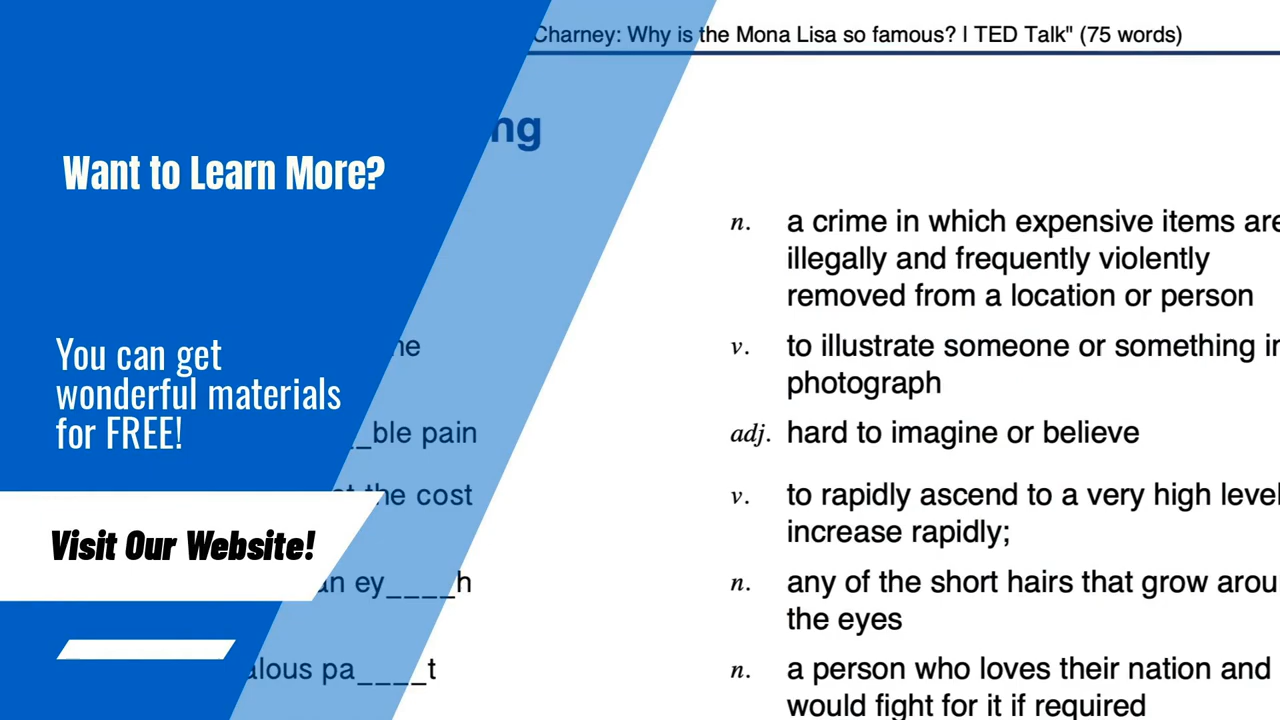 Charney: Why is the Mona Lisa so famous? | TED Talk" (75 words)
ng
Want to Learn More?
You can get
wonderful materials
for FREE!
Visit Our Website!
n. a crime in which expensive items are
illegally and frequently violently
removed from a location or person
he v. to illustrate someone or something in
photograph
_ble pain adj. hard to imagine or believe
the cost v. to rapidly ascend to a very high level
increase rapidly;
an ey____h n. any of the short hairs that grow arou
the eyes
alous pa____t n. a person who loves their nation and
would fight for it if required